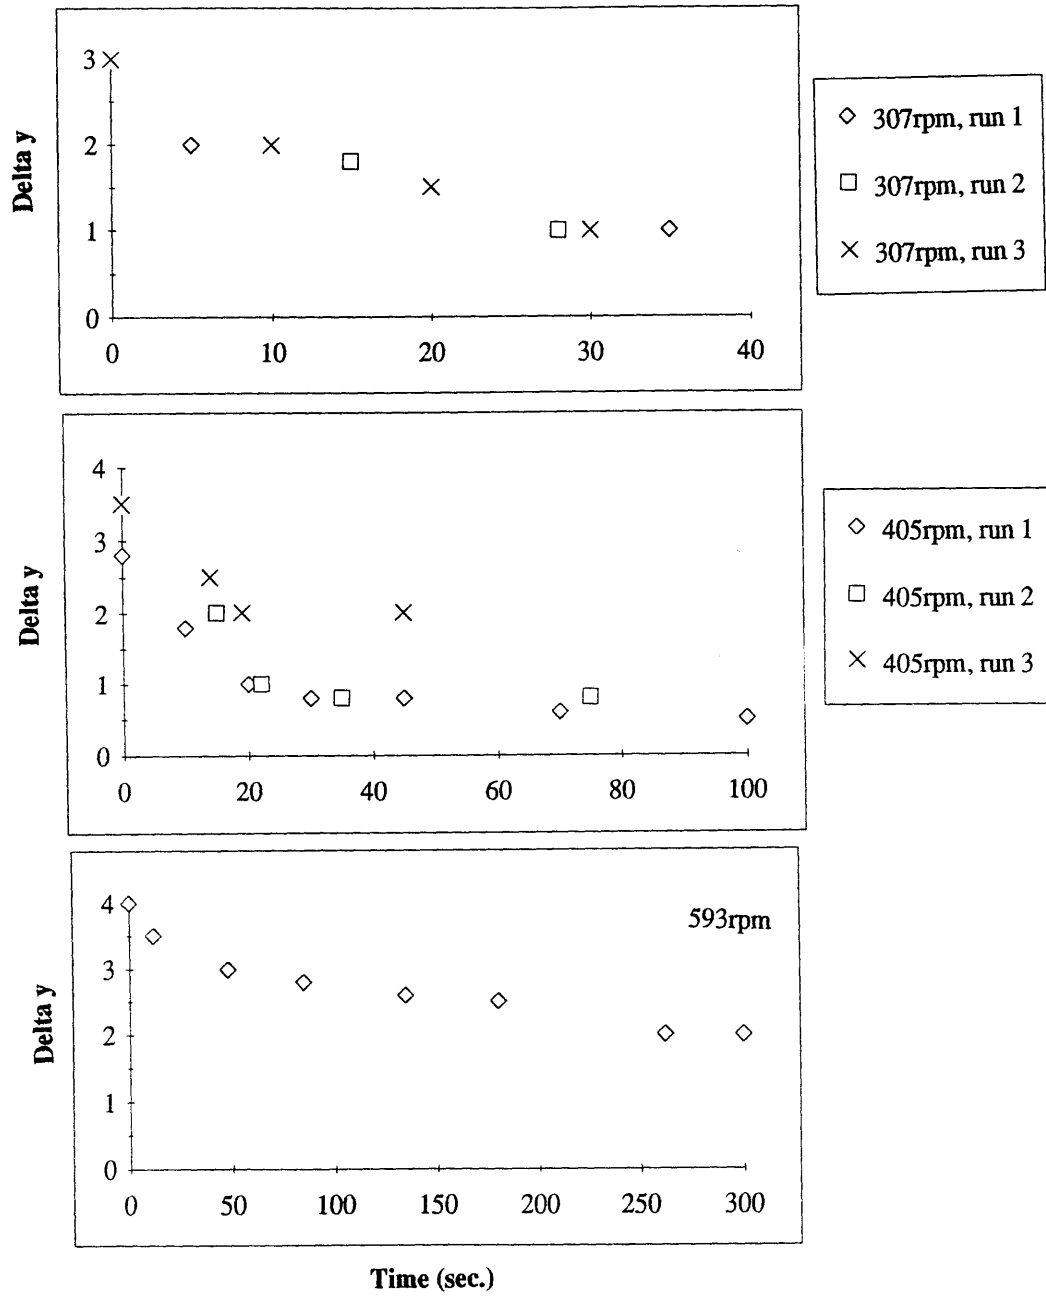 3
2
1
0
Delta y
0 10 20 30 40
307rpm, run 1
307rpm, run 2
307rpm, run 3
4
3
2
1
0
Delta y
0 20 40 60 80 100
405rpm, run 1
405rpm, run 2
405rpm, run 3
593rpm
4
3
2
1
0
Delta y
0 50 100 150 200 250 300
Time (sec.)